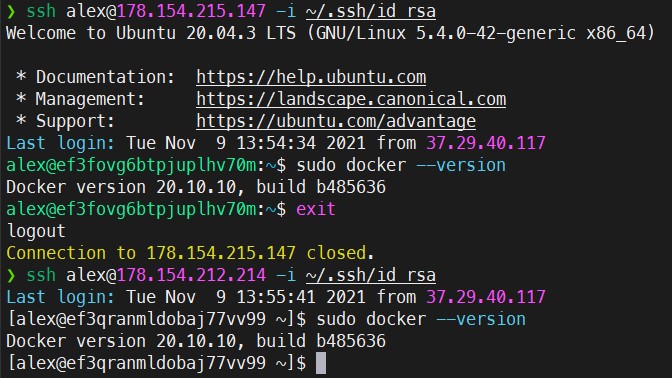 ❯ ssh alex@178.154.215.147 -i ~/.ssh/id_rsa
Welcome to Ubuntu 20.04.3 LTS (GNU/Linux 5.4.0-42-generic x86_64)
* Documentation:  https://help.ubuntu.com
* Management:     https://landscape.canonical.com
* Support:        https://ubuntu.com/advantage
Last login: Tue Nov  9 13:54:34 2021 from 37.29.40.117
alex@ef3fovg6btpjuplhv70m:~$ sudo docker --version
Docker version 20.10.10, build b485636
alex@ef3fovg6btpjuplhv70m:~$ exit
logout
Connection to 178.154.215.147 closed.
❯ ssh alex@178.154.212.214 -i ~/.ssh/id_rsa
Last login: Tue Nov  9 13:55:41 2021 from 37.29.40.117
[alex@ef3qranmldobaj77vv99 ~]$ sudo docker --version
Docker version 20.10.10, build b485636
[alex@ef3qranmldobaj77vv99 ~]$